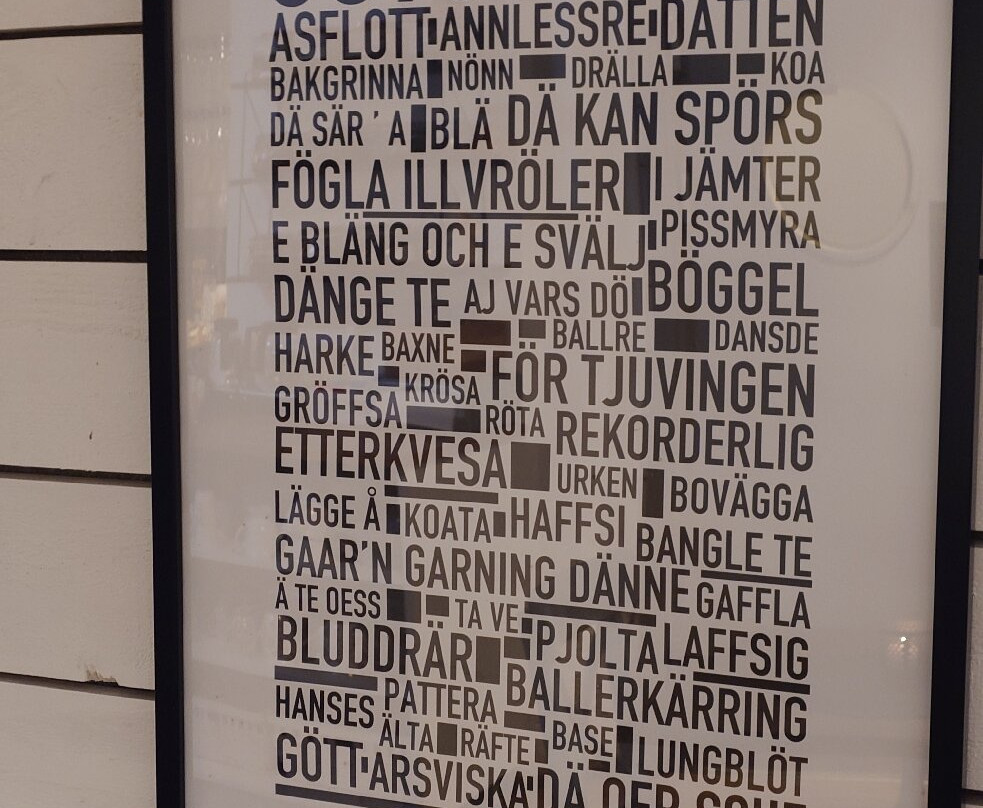 ASFLOTT ANNLESSRE DATTEN
BAKGRINNA NÖNN DRÄLLA KOA
DÄ SÄR ' A BLÄ DÄ KAN SPÖRS
FÖGLA ILLVRÖLER I JÄMTER
E BLÄNG OCH E SVÄLJ PISSMYRA
DÄNGE TE AJ VARS DÖ BÖGGEL
HARKE BAXNE BALLRE DANSDE
KRÖSA FÖR TJUVINGEN
GRÖFFSA RÖTA REKORDERLIG
ETTERKVESA URKEN BOVÄGGA
LÄGGE Å KOATA HAFFSI BANGLE TE
GAAR'N GARNING DÄNNE GAFFLA
Ä TE OESS TA VE PJOLTA LAFFSIG
BLUDDRÄR BALLERKÄRRING
HANSES PATTERA
ÄLTA RÄFTE BASE LUNGBLÖT
GÖTT ARSVISKA DÄ